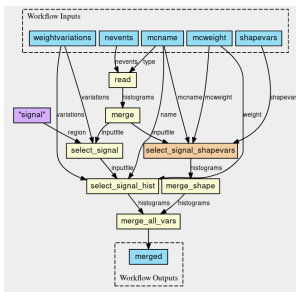 Workflow Inputs
weightvariations nevents mcname mcweight shapevars
nevents type
read
variations histograms mcname mcweight shapevars
"signal" merge
variations name weight
region inputfile inputfile
select_signal select_signal_shapevars
inputfile histograms
select_signal_hist merge_shape
histograms histograms
merge_all_vars
merged
Workflow Outputs